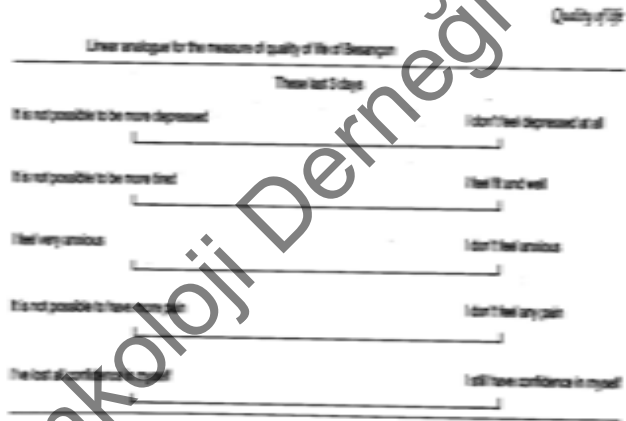 Quality of life
Linear analogue for the measure of quality of life of Besançon
These last 3 days
It is not possible to be more depressed
I don't feel depressed at all
It is not possible to be more tired
I feel fit and well
I feel very anxious
I don't feel anxious
It is not possible to have more pain
I don't feel any pain
I've lost all confidence in myself
I still have confidence in myself
nkoloji Derneği